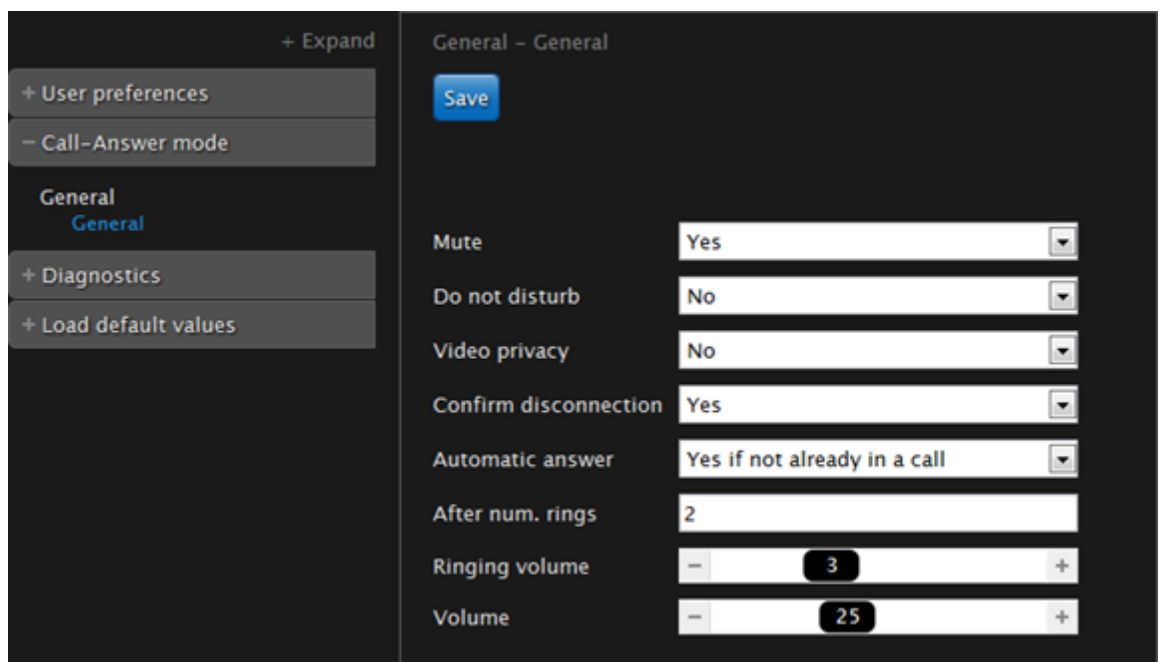 + Expand
+ User preferences
− Call-Answer mode
General
General
+ Diagnostics
+ Load default values
General - General
Save
Mute Yes
Do not disturb No
Video privacy No
Confirm disconnection Yes
Automatic answer Yes if not already in a call
After num. rings 2
Ringing volume − 3 +
Volume − 25 +